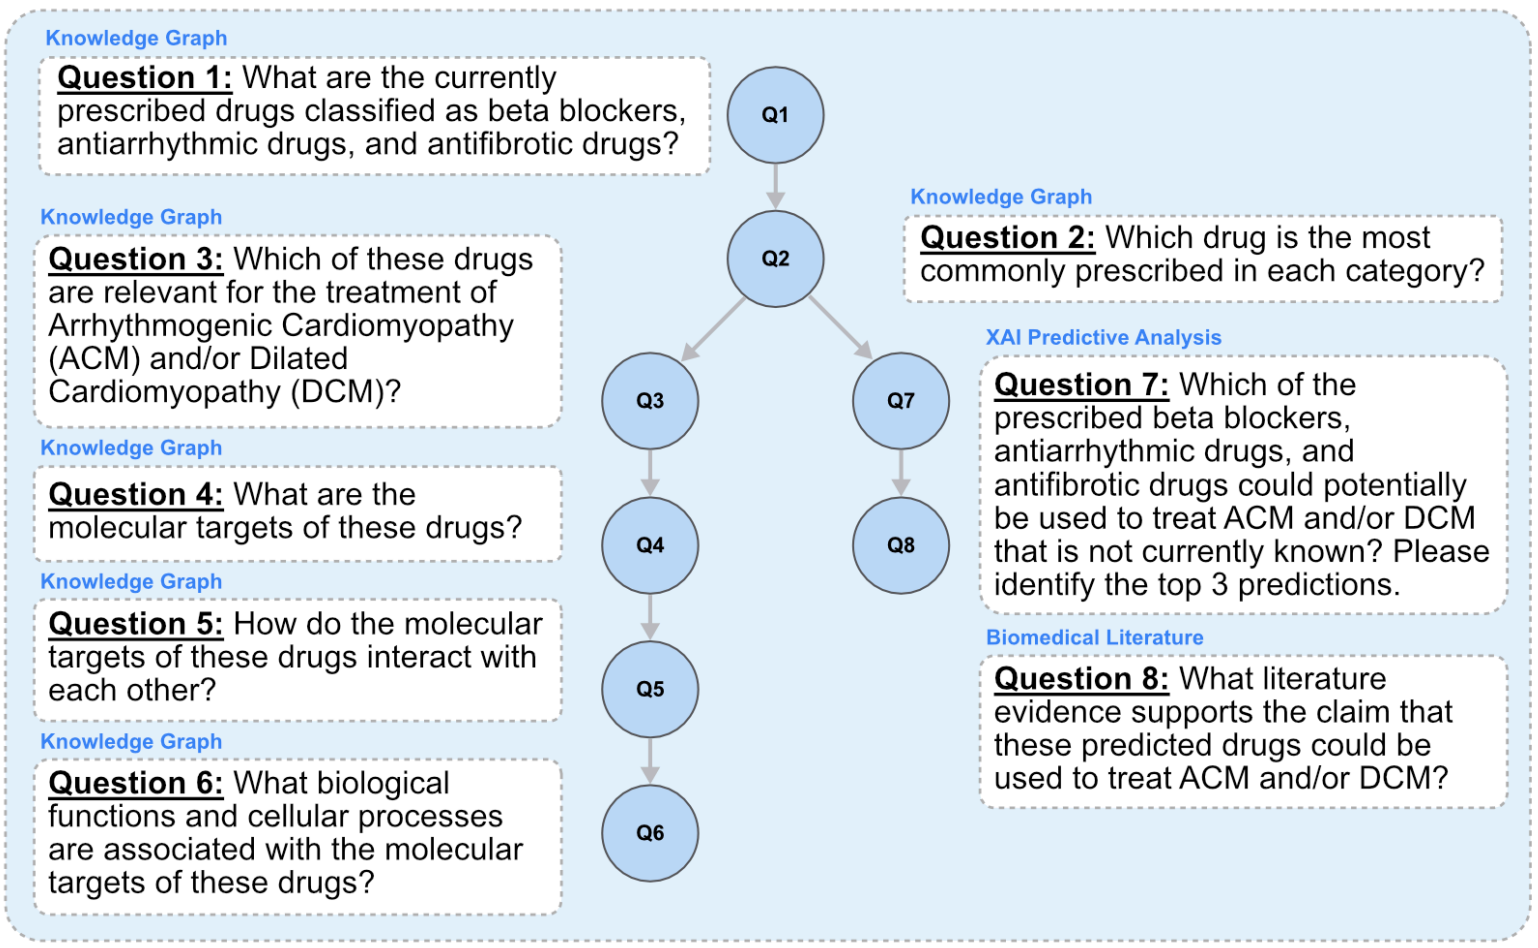 Knowledge Graph
Question 1: What are the currently
prescribed drugs classified as beta blockers,
antiarrhythmic drugs, and antifibrotic drugs?
Q1
Knowledge Graph
Question 2: Which drug is the most
commonly prescribed in each category?
Q2
Knowledge Graph
Question 3: Which of these drugs
are relevant for the treatment of
Arrhythmogenic Cardiomyopathy
(ACM) and/or Dilated
Cardiomyopathy (DCM)?
Q3
Q7
XAI Predictive Analysis
Question 7: Which of the
prescribed beta blockers,
antiarrhythmic drugs, and
antifibrotic drugs could potentially
be used to treat ACM and/or DCM
that is not currently known? Please
identify the top 3 predictions.
Knowledge Graph
Question 4: What are the
molecular targets of these drugs?
Q4
Q8
Knowledge Graph
Question 5: How do the molecular
targets of these drugs interact with
each other?
Q5
Biomedical Literature
Question 8: What literature
evidence supports the claim that
these predicted drugs could be
used to treat ACM and/or DCM?
Knowledge Graph
Question 6: What biological
functions and cellular processes
are associated with the molecular
targets of these drugs?
Q6